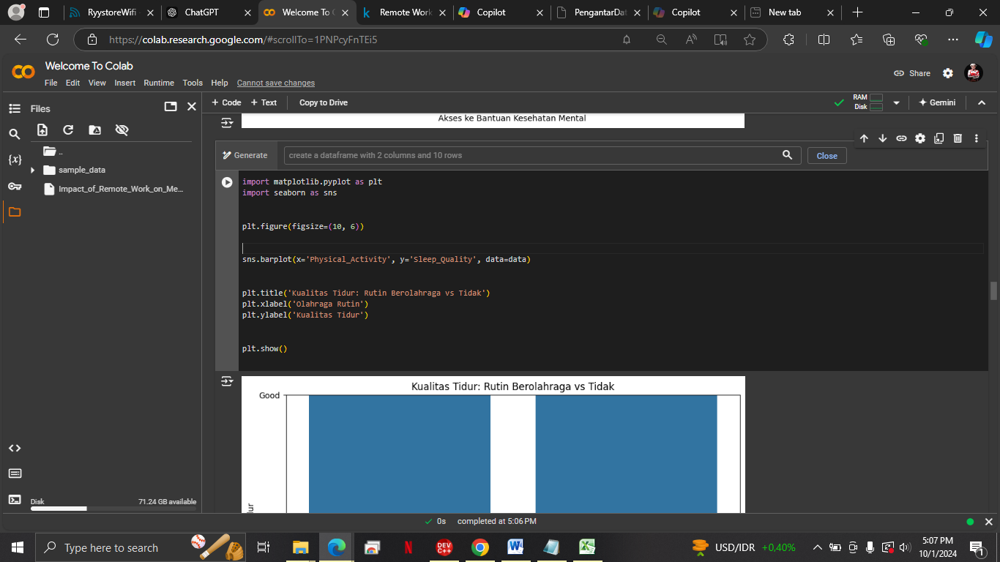 RyystoreWifi -
ChatGPT
Welcome To C
Remote Work
Copilot
PengantarDat
Copilot
New tab
https://colab.research.google.com/#scrollTo=1PNPcyFnTEi5
Welcome To Colab
File Edit View Insert Runtime Tools Help Cannot save changes
Share
Files
+ Code + Text Copy to Drive
RAM
Disk
Gemini
Akses ke Bantuan Kesehatan Mental
..
sample_data
Impact_of_Remote_Work_on_Me...
{x}
Generate
create a dataframe with 2 columns and 10 rows
Close
import matplotlib.pyplot as plt
import seaborn as sns
plt.figure(figsize=(10, 6))
sns.barplot(x='Physical_Activity', y='Sleep_Quality', data=data)
plt.title('Kualitas Tidur: Rutin Berolahraga vs Tidak')
plt.xlabel('Olahraga Rutin')
plt.ylabel('Kualitas Tidur')
plt.show()
Kualitas Tidur: Rutin Berolahraga vs Tidak
Good
ur
Disk 71.24 GB available
0s completed at 5:06 PM
Type here to search
N
DEV
C++
USD/IDR +0,40%
5:07 PM
10/1/2024
1